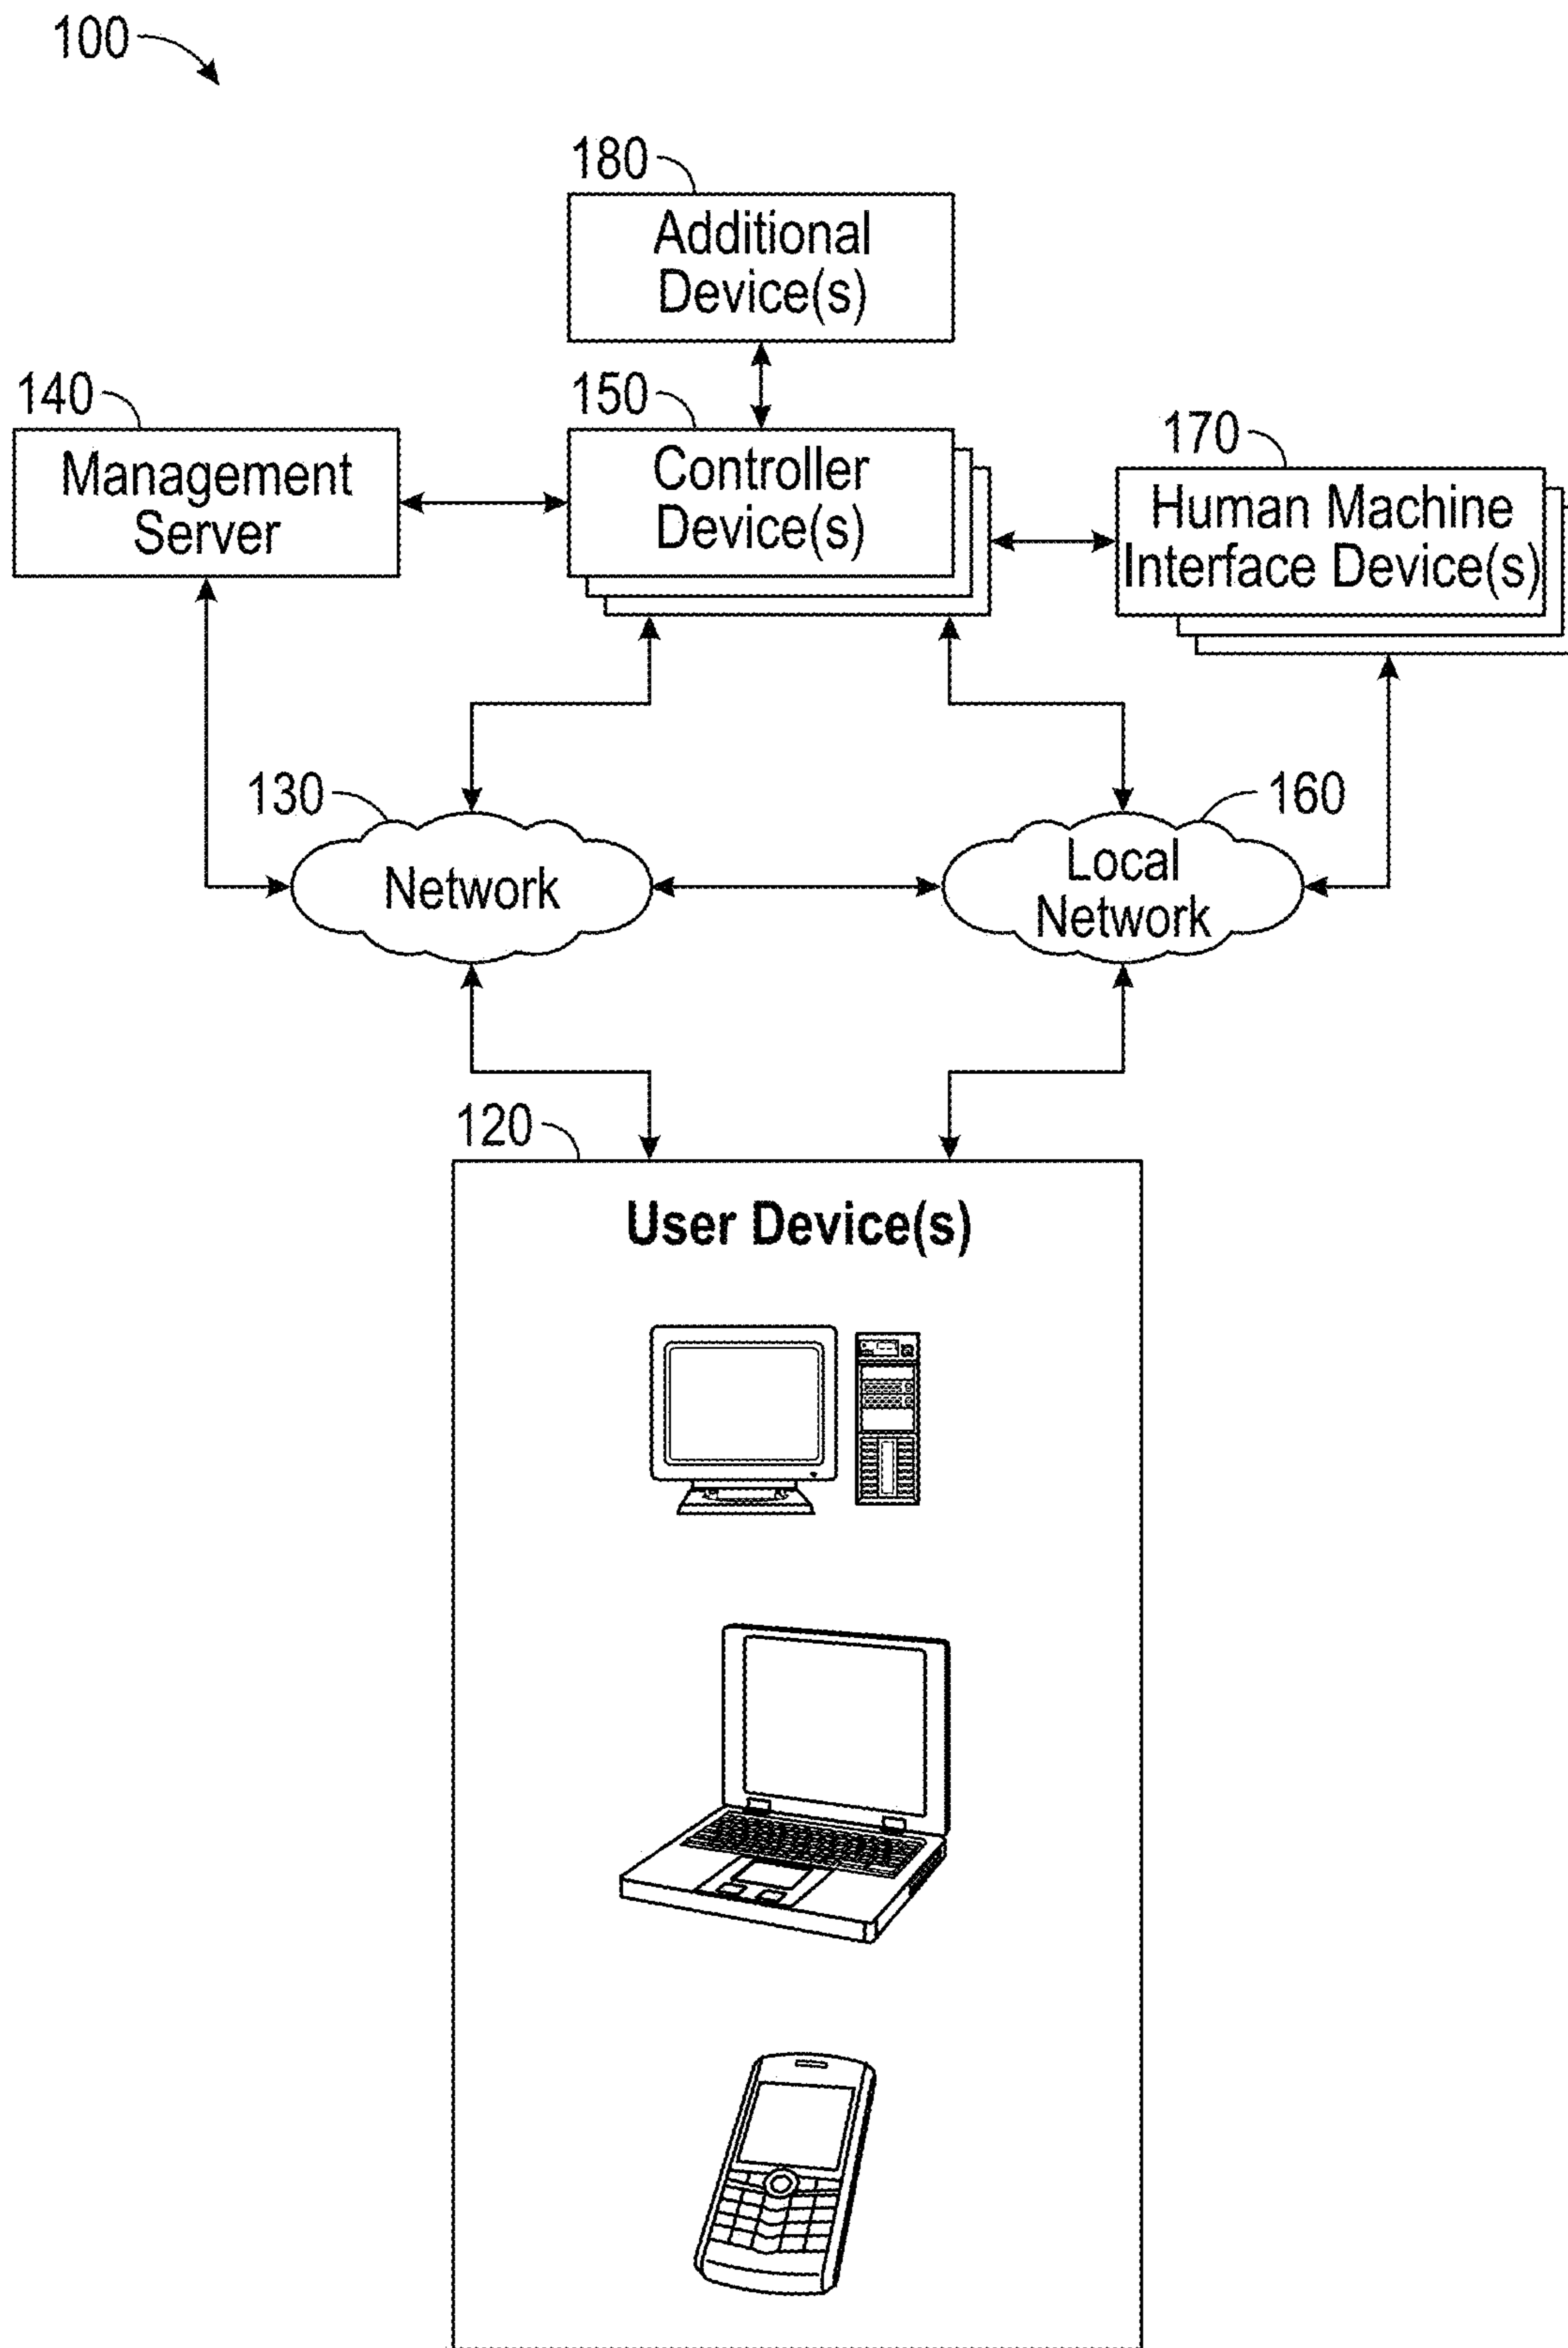 100
180
Additional
Device(s)
140
Management
Server
150
Controller
Device(s)
170
Human Machine
Interface Device(s)
130
Network
160
Local
Network
120
User Device(s)